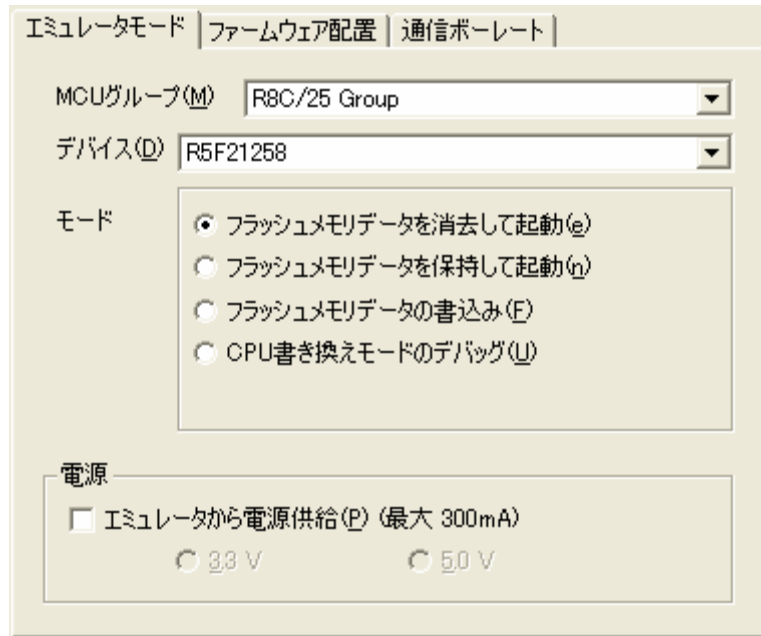 エミュレータモード ファームウェア配置 通信ボーレート
MCUグループ(M) R8C/25 Group
デバイス(D) R5F21258
モード
フラッシュメモリデータを消去して起動(e)
フラッシュメモリデータを保持して起動(n)
フラッシュメモリデータの書込み(F)
CPU書き換えモードのデバッグ(U)
電源
エミュレータから電源供給(P) (最大 300mA)
3.3 V 5.0 V